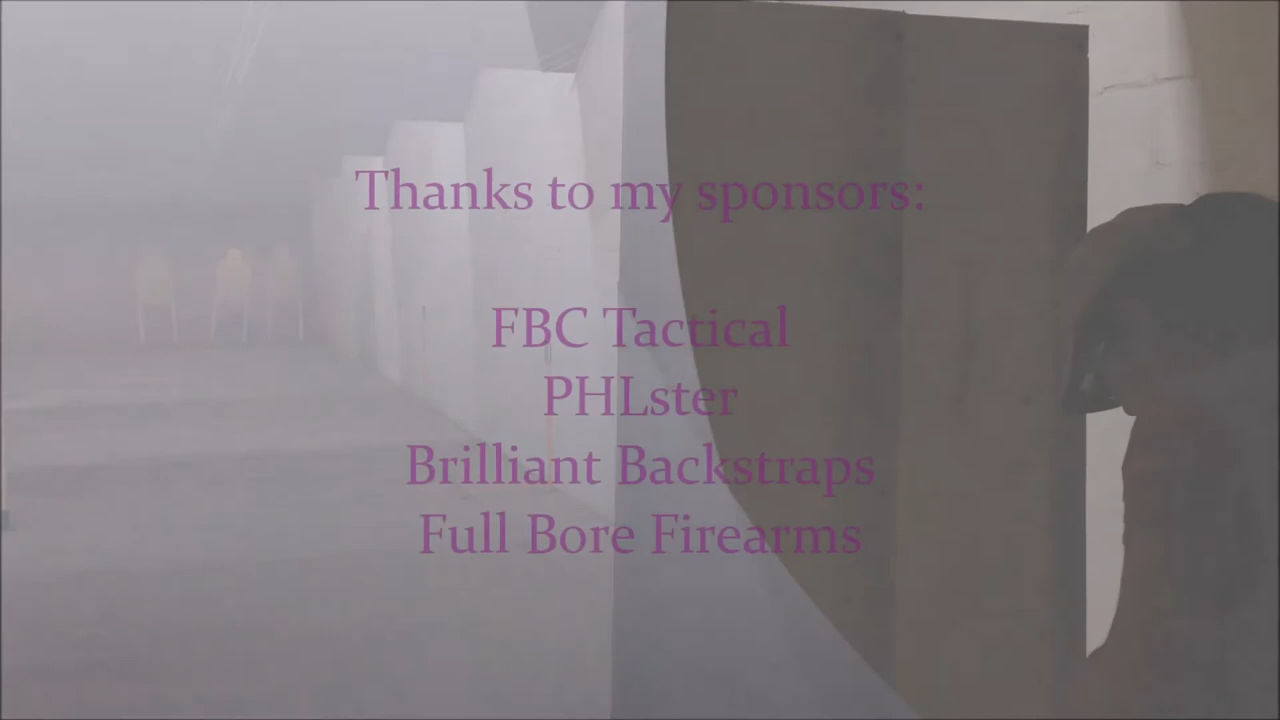 Thanks to my sponsors:
FBC Tactical
PHLster
Brilliant Backstraps
Full Bore Firearms